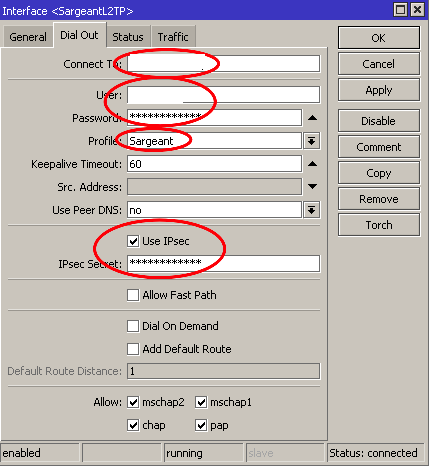 Interface <SargeantL2TP>
General Dial Out Status Traffic
Connect To:
User:
Password: ************
Profile: Sargeant
Keepalive Timeout: 60
Src. Address:
Use Peer DNS: no
Use IPsec
IPsec Secret: ************
Allow Fast Path
Dial On Demand
Add Default Route
Default Route Distance: 1
Allow: mschap2 mschap1
chap pap
OK
Cancel
Apply
Disable
Comment
Copy
Remove
Torch
enabled running slave Status: connected